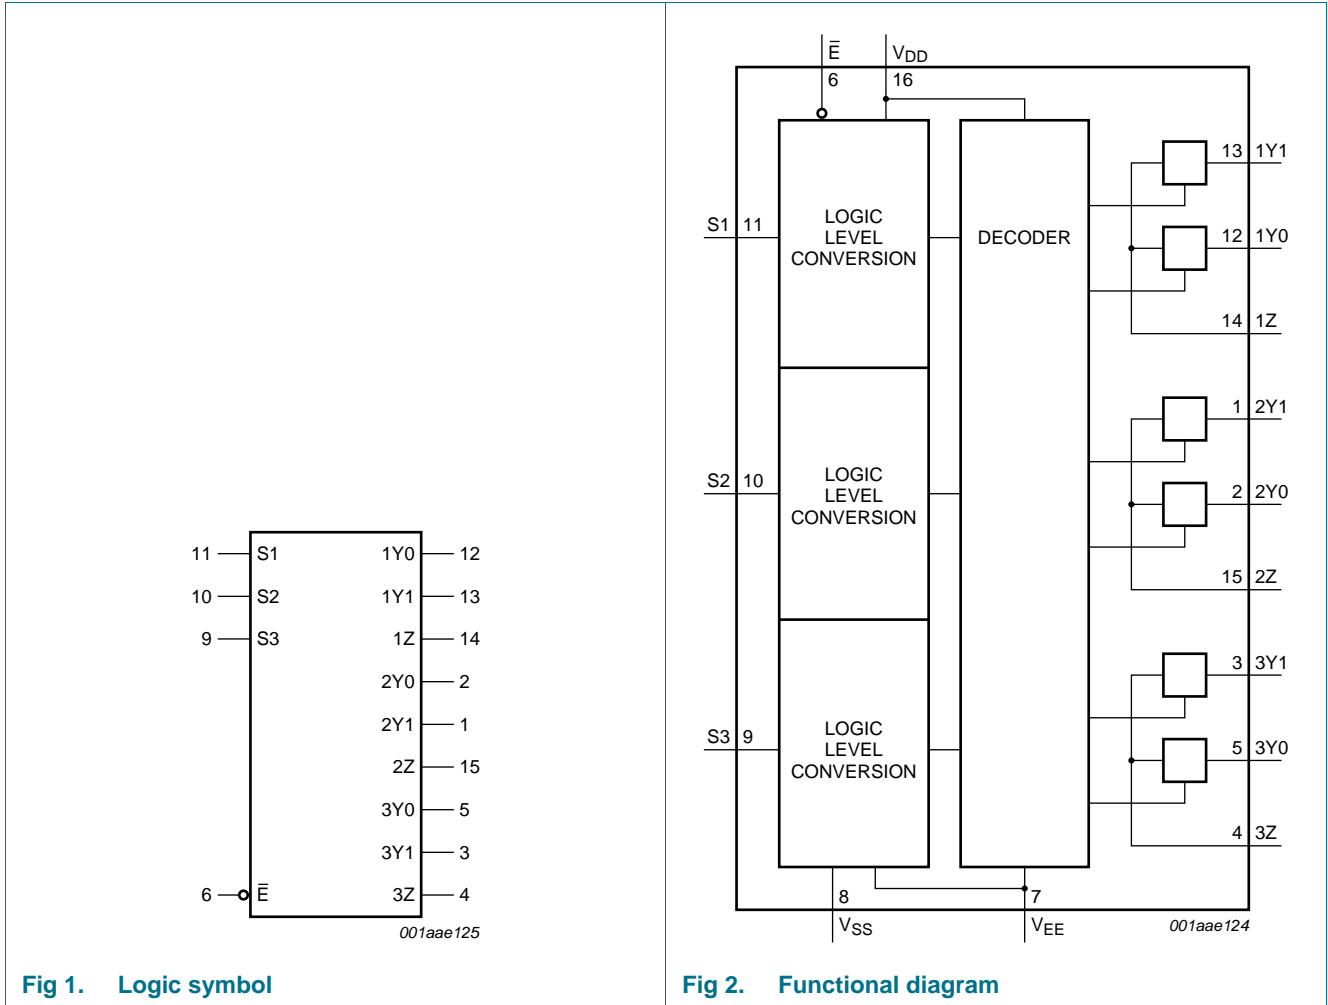 11 S1 1Y0 12
10 S2 1Y1 13
9 S3 1Z 14
2Y0 2
2Y1 1
2Z 15
3Y0 5
3Y1 3
6 E̅ 3Z 4
001aae125
Fig 1. Logic symbol
E̅ VDD
6 16
13 1Y1
S1 11
LOGIC
LEVEL
CONVERSION
DECODER
12 1Y0
14 1Z
1 2Y1
S2 10
LOGIC
LEVEL
CONVERSION
2 2Y0
15 2Z
3 3Y1
S3 9
LOGIC
LEVEL
CONVERSION
5 3Y0
4 3Z
8 7
VSS VEE
001aae124
Fig 2. Functional diagram